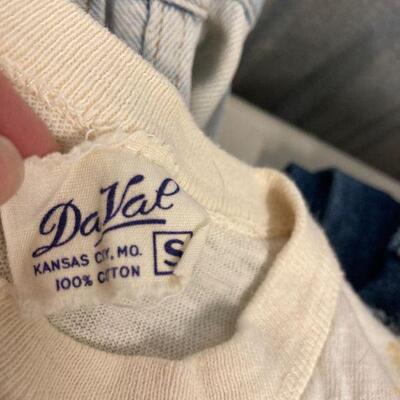 DaVal
KANSAS CITY, MO.
100% COTTON
S